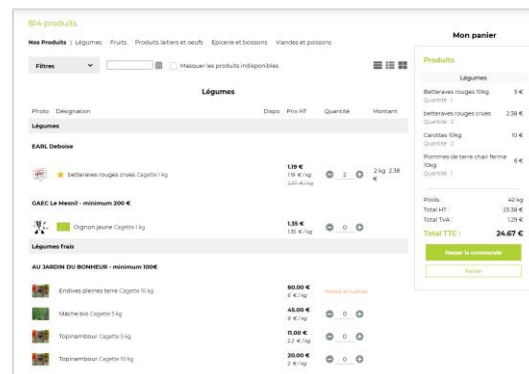 814 produits
Mon panier
Nos Produits | Légumes Fruits Produits laitiers et oeufs Epicerie et boissons Viandes et poissons
Filtres
Masquer les produits indisponibles
Légumes
Photo Désignation Dispo Prix HT Quantité Montant
Légumes
EARL Deboise
betteraves rouges crues Cagette 1 kg
1.19 €
1.19 € / kg
2
2 kg 2.38 €
GAEC Le Mesnil - minimum 200 €
Oignon jaune Cagette 1 kg
1.35 €
1.35 € / kg
0
Légumes frais
AU JARDIN DU BONHEUR - minimum 100€
Endives pleines terre Cagette 10 kg
60.00 €
6 € / kg
Produit en rupture
Mâche bio Cagette 5 kg
45.00 €
9 € / kg
0
Topinambour Cagette 5 kg
11.00 €
2.2 € / kg
0
Topinambour Cagette 10 kg
20.00 €
2 € / kg
0
Produits
Légumes
Betteraves rouges 10kg 5 €
Quantité : 1
betteraves rouges crues 2.38 €
Quantité : 2
Carottes 10kg 10 €
Quantité : 2
Pommes de terre chair ferme 10kg 6 €
Quantité : 1
Poids : 42 kg
Total HT : 23.38 €
Total TVA : 1.29 €
Total TTC : 24.67 €
Passer la commande
Panier